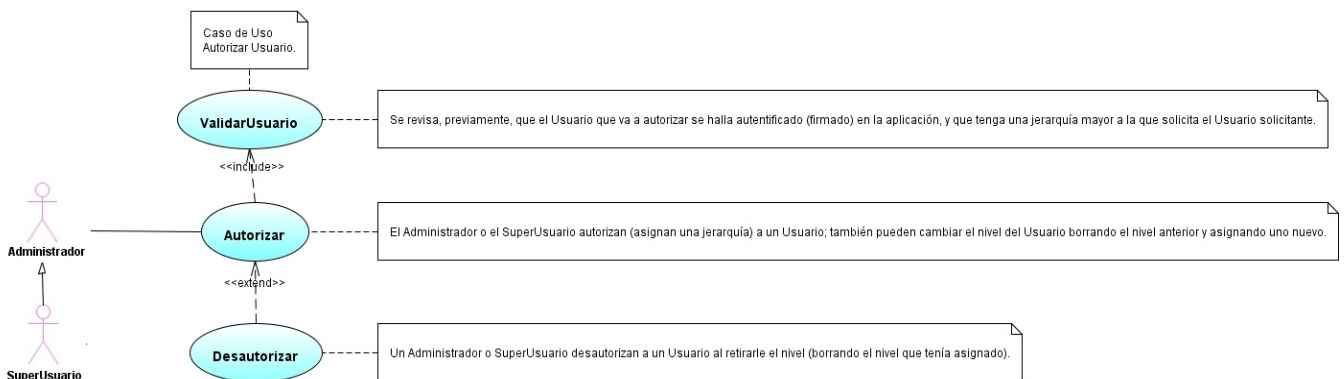 Caso de Uso
Autorizar Usuario.
ValidarUsuario
Se revisa, previamente, que el Usuario que va a autorizar se halla autentificado (firmado) en la aplicación, y que tenga una jerarquía mayor a la que solicita el Usuario solicitante.
<<include>>
Administrador
Autorizar
El Administrador o el SuperUsuario autorizan (asignan una jerarquía) a un Usuario; también pueden cambiar el nivel del Usuario borrando el nivel anterior y asignando uno nuevo.
<<extend>>
SuperUsuario
Desautorizar
Un Administrador o SuperUsuario desautorizan a un Usuario al retirarle el nivel (borrando el nivel que tenía asignado).